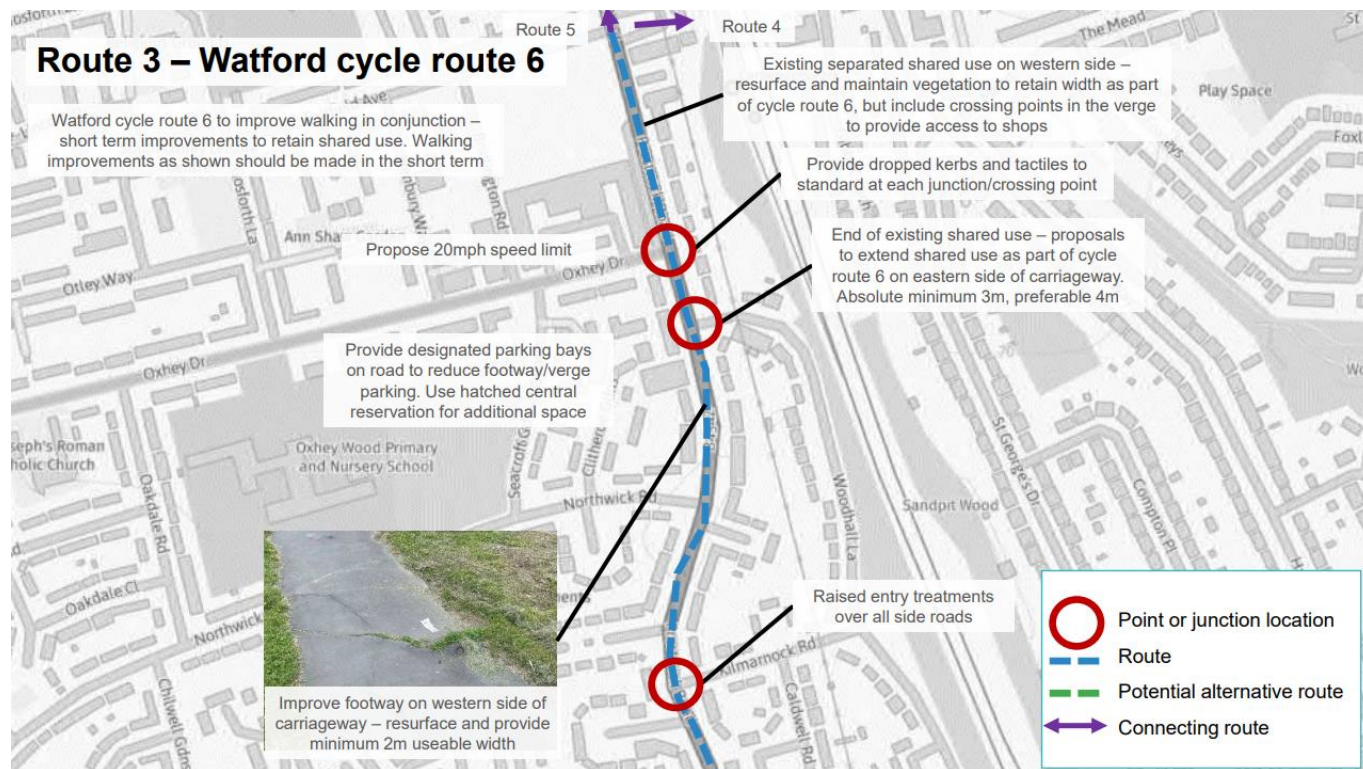 Route 5
Route 4
Route 3 – Watford cycle route 6
Watford cycle route 6 to improve walking in conjunction –
short term improvements to retain shared use. Walking
improvements as shown should be made in the short term
Existing separated shared use on western side –
resurface and maintain vegetation to retain width as part
of cycle route 6, but include crossing points in the verge
to provide access to shops
Provide dropped kerbs and tactiles to
standard at each junction/crossing point
Propose 20mph speed limit
End of existing shared use – proposals
to extend shared use as part of cycle
route 6 on eastern side of carriageway.
Absolute minimum 3m, preferable 4m
Provide designated parking bays
on road to reduce footway/verge
parking. Use hatched central
reservation for additional space
Raised entry treatments
over all side roads
Improve footway on western side of
carriageway – resurface and provide
minimum 2m useable width
Point or junction location
Route
Potential alternative route
Connecting route
The Mead
Play Space
Otley Way
Oxhey Dr
Oxhey Dr
Oxhey Wood Primary
and Nursery School
Oakdale Rd
Oakdale Cl
Northwick Rd
Northwick
Chilwell Gdns
Woodhall La
Sandpit Wood
St George's Dr
Compton Pl
Kilmarnock Rd
Caldwell Rd